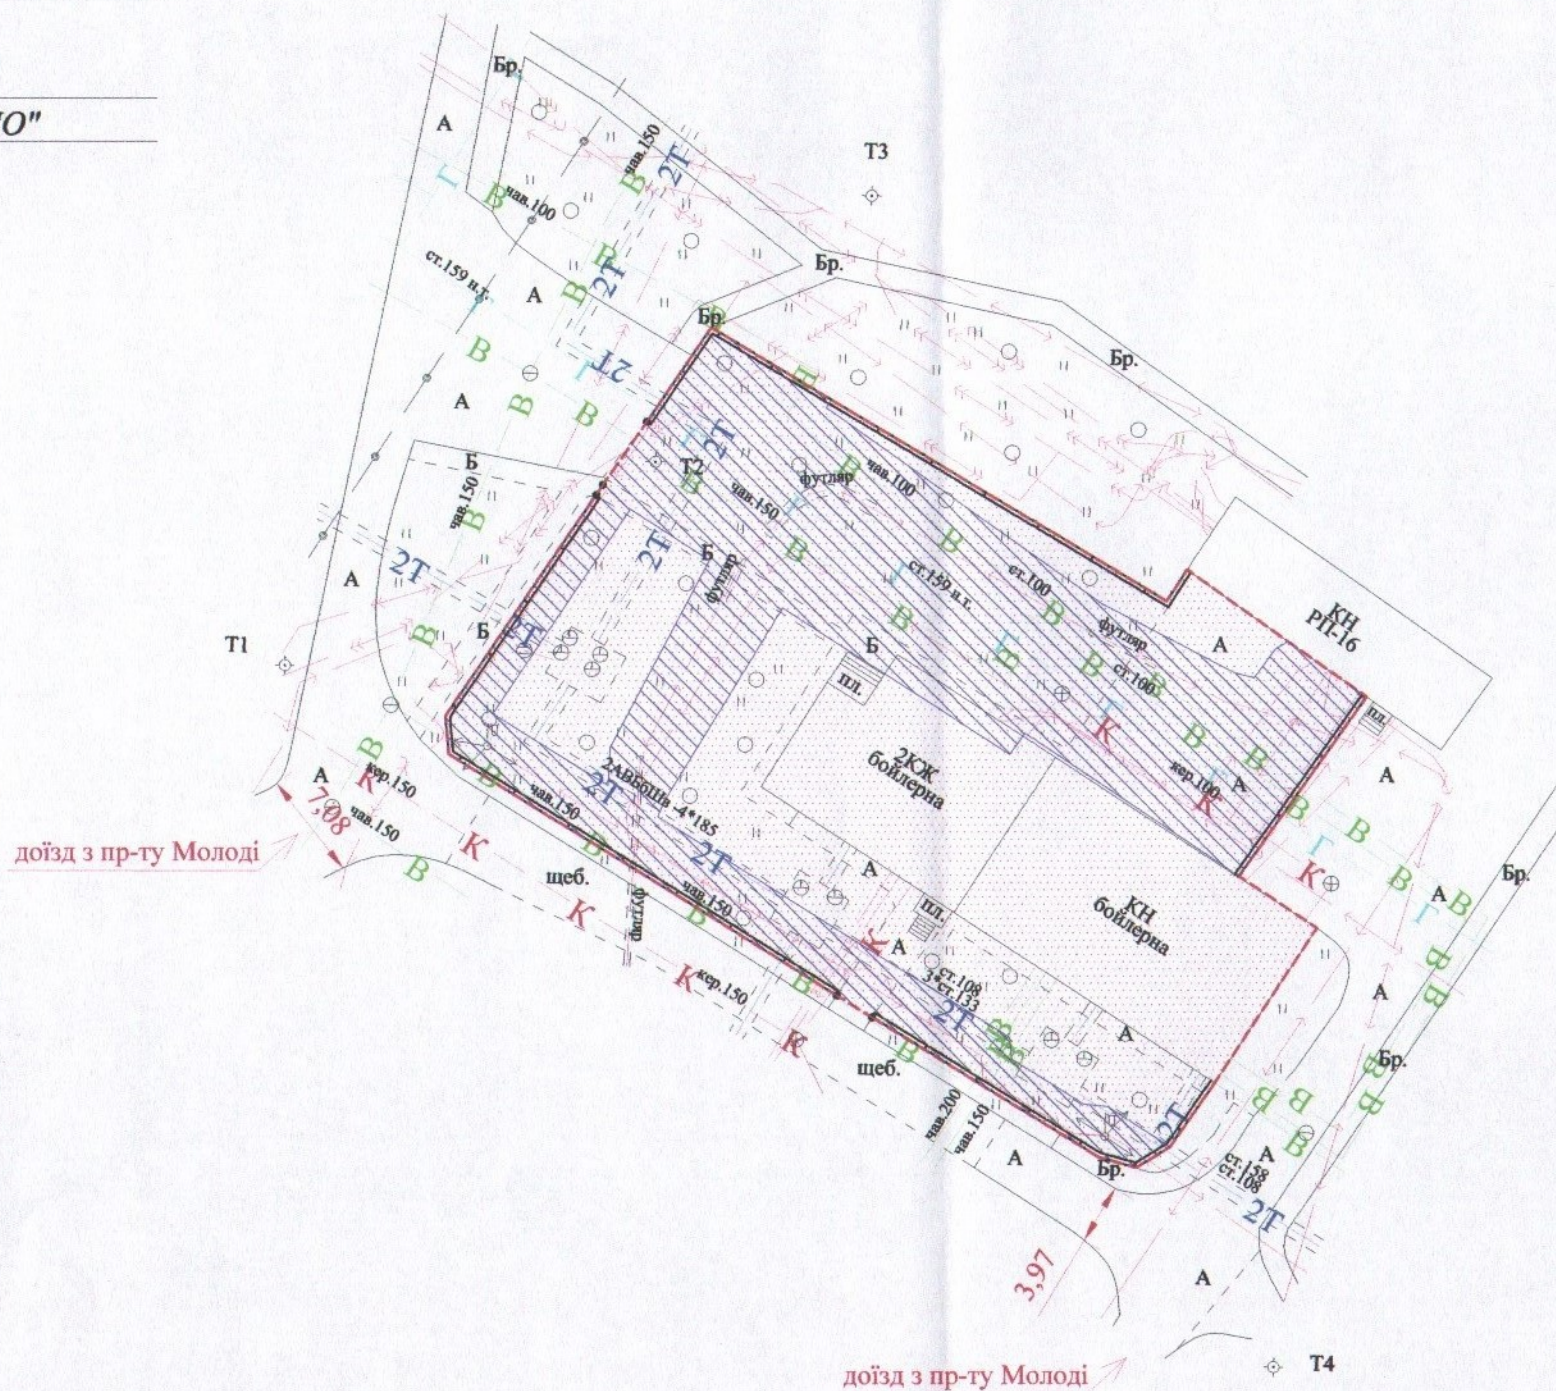 О"
Бр.
А
Г
В
чав.100
чав.150
В
2Т
Т3
ст.159 н.т.
Г
А
В
В
2Т
Бр.
Бр.
В
Бр.
В
2Т
Г
А
В
В
В
Б
чав.150
В
Т2
Г
2Т
В
чав.150
футляр
Г
В
чав.100
2Т
А
2Т
Б
футляр
В
В
ст.159 н.т.
Г
В
ст.100
В
футляр
А
КН
РП-16
Т1
Б
В
2Т
Б
пл.
Г
В
В
ст.100
В
Г
К
В
В
пл.
А
В
А
К
кер.150
7,08
чав.150
В
В
чав.150
2АВБбШв -4*185
2Т
2КЖ
бойлерна
кер.100
К
Г
А
В
Г
В
доїзд з пр-ту Молоді
К
В
щеб.
2Т
А
чав.150
В
футляр
К
пл.
КН
бойлерна
К
В
Г
А
В
Бр.
К
А
ст.108
3*ст.133
2Т
В
В
К
кер.150
В
К
В
щеб.
А
А
В
В
Бр.
В
В
чав.200
чав.150
А
Бр.
2Т
В
В
В
А
ст.158
ст.108
2Т
3,97
А
доїзд з пр-ту Молоді
Т4